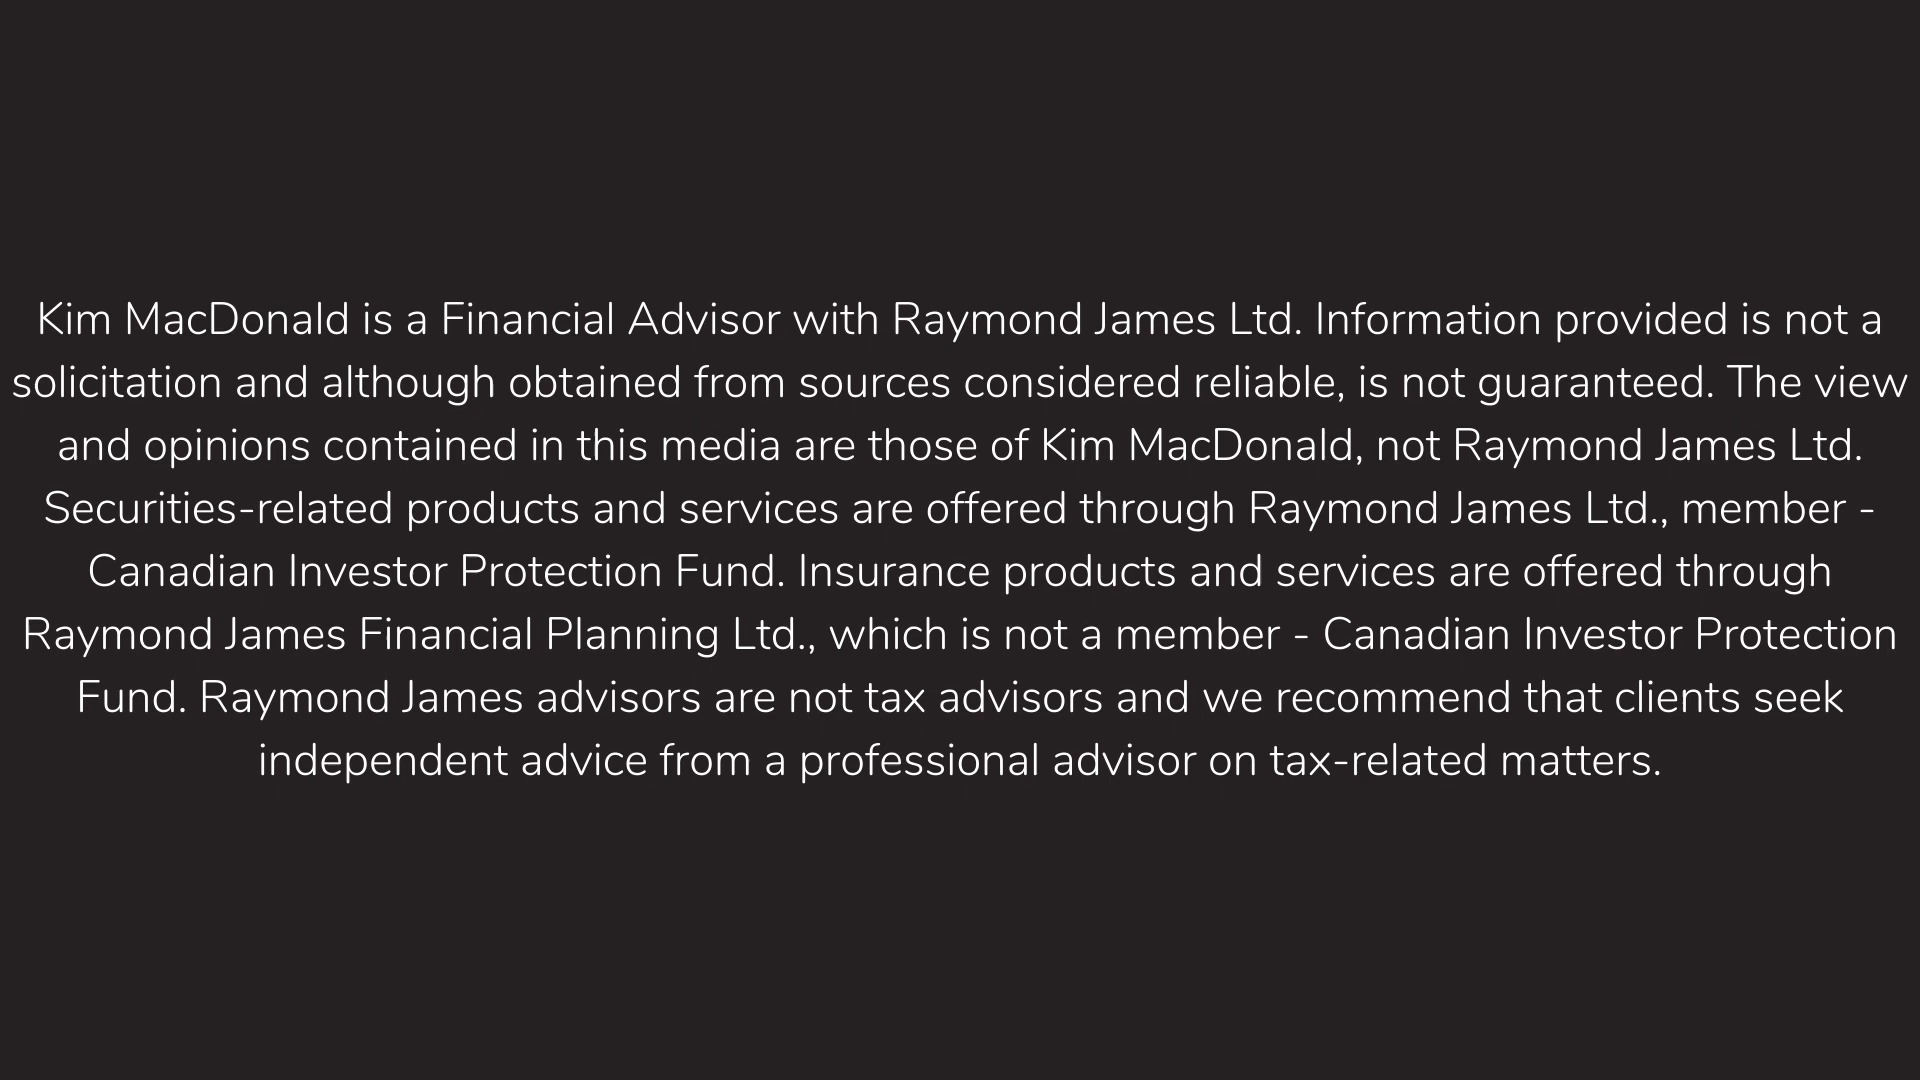 Kim MacDonald is a Financial Advisor with Raymond James Ltd. Information provided is not a
solicitation and although obtained from sources considered reliable, is not guaranteed. The view
and opinions contained in this media are those of Kim MacDonald, not Raymond James Ltd.
Securities-related products and services are offered through Raymond James Ltd., member -
Canadian Investor Protection Fund. Insurance products and services are offered through
Raymond James Financial Planning Ltd., which is not a member - Canadian Investor Protection
Fund. Raymond James advisors are not tax advisors and we recommend that clients seek
independent advice from a professional advisor on tax-related matters.